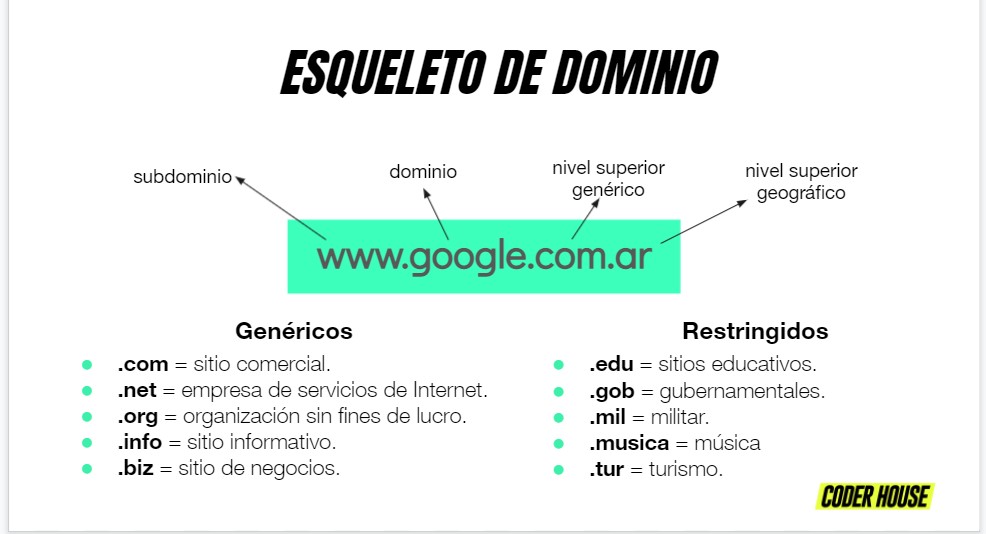 ESQUELETO DE DOMINIO
subdominio
dominio
nivel superior
genérico
nivel superior
geográfico
www.google.com.ar
Genéricos
.com = sitio comercial.
.net = empresa de servicios de Internet.
.org = organización sin fines de lucro.
.info = sitio informativo.
.biz = sitio de negocios.
Restringidos
.edu = sitios educativos.
.gob = gubernamentales.
.mil = militar.
.musica = música
.tur = turismo.
CODER HOUSE